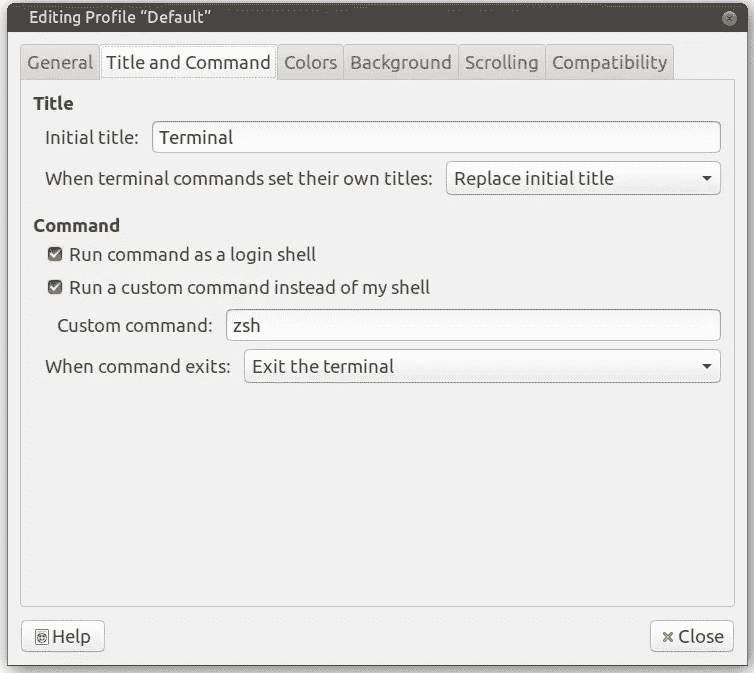 Editing Profile “Default”
General Title and Command Colors Background Scrolling Compatibility
Title
Initial title: Terminal
When terminal commands set their own titles: Replace initial title
Command
Run command as a login shell
Run a custom command instead of my shell
Custom command: zsh
When command exits: Exit the terminal
Help Close